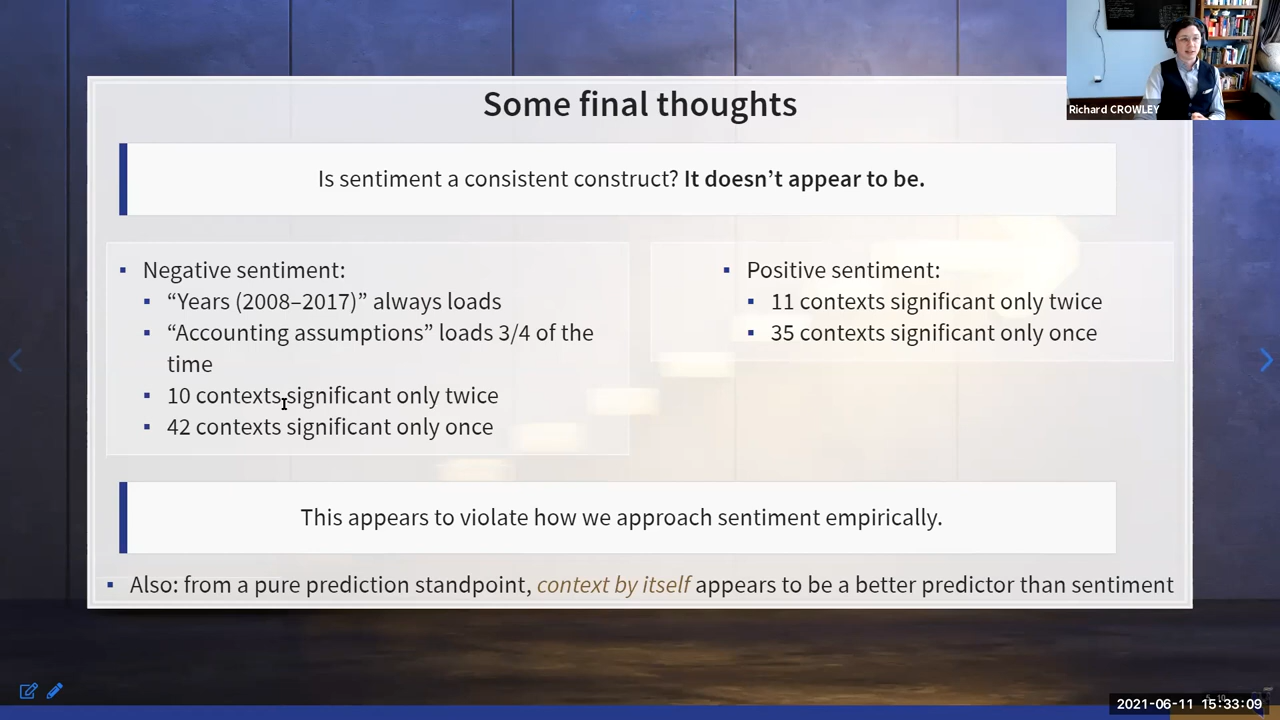 Some final thoughts
Richard CROWLEY
Is sentiment a consistent construct? It doesn’t appear to be.
▪ Negative sentiment:
▪ “Years (2008–2017)” always loads
▪ “Accounting assumptions” loads 3/4 of the
time
▪ 10 contexts significant only twice
▪ 42 contexts significant only once
▪ Positive sentiment:
▪ 11 contexts significant only twice
▪ 35 contexts significant only once
This appears to violate how we approach sentiment empirically.
▪ Also: from a pure prediction standpoint, context by itself appears to be a better predictor than sentiment
2021-06-11 15:33:09